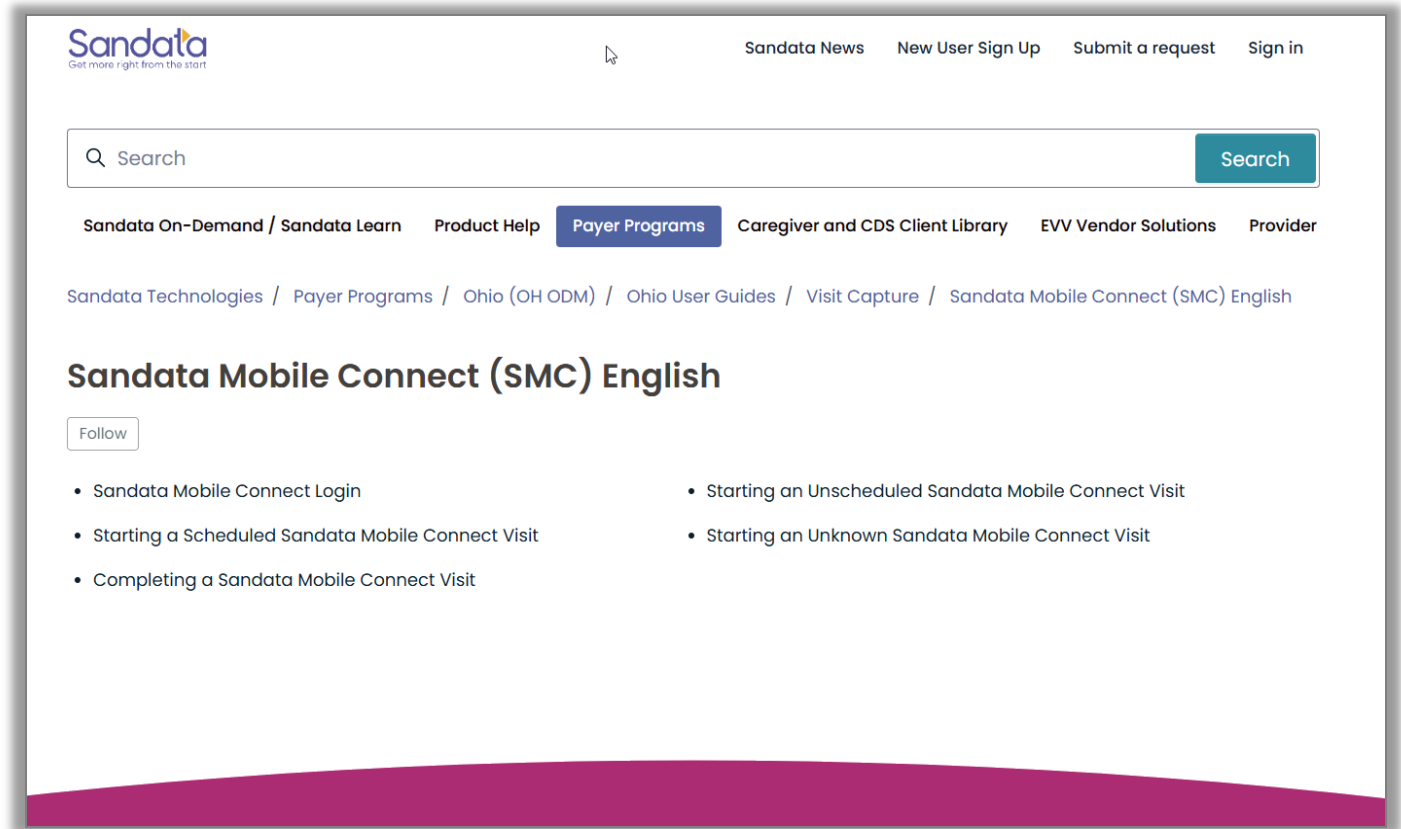 Sandata
Get more right from the start
Sandata News New User Sign Up Submit a request Sign in
Search Search
Sandata On-Demand / Sandata Learn Product Help Payer Programs Caregiver and CDS Client Library EVV Vendor Solutions Provider
Sandata Technologies / Payer Programs / Ohio (OH ODM) / Ohio User Guides / Visit Capture / Sandata Mobile Connect (SMC) English
Sandata Mobile Connect (SMC) English
Follow
• Sandata Mobile Connect Login
• Starting an Unscheduled Sandata Mobile Connect Visit
• Starting a Scheduled Sandata Mobile Connect Visit
• Starting an Unknown Sandata Mobile Connect Visit
• Completing a Sandata Mobile Connect Visit